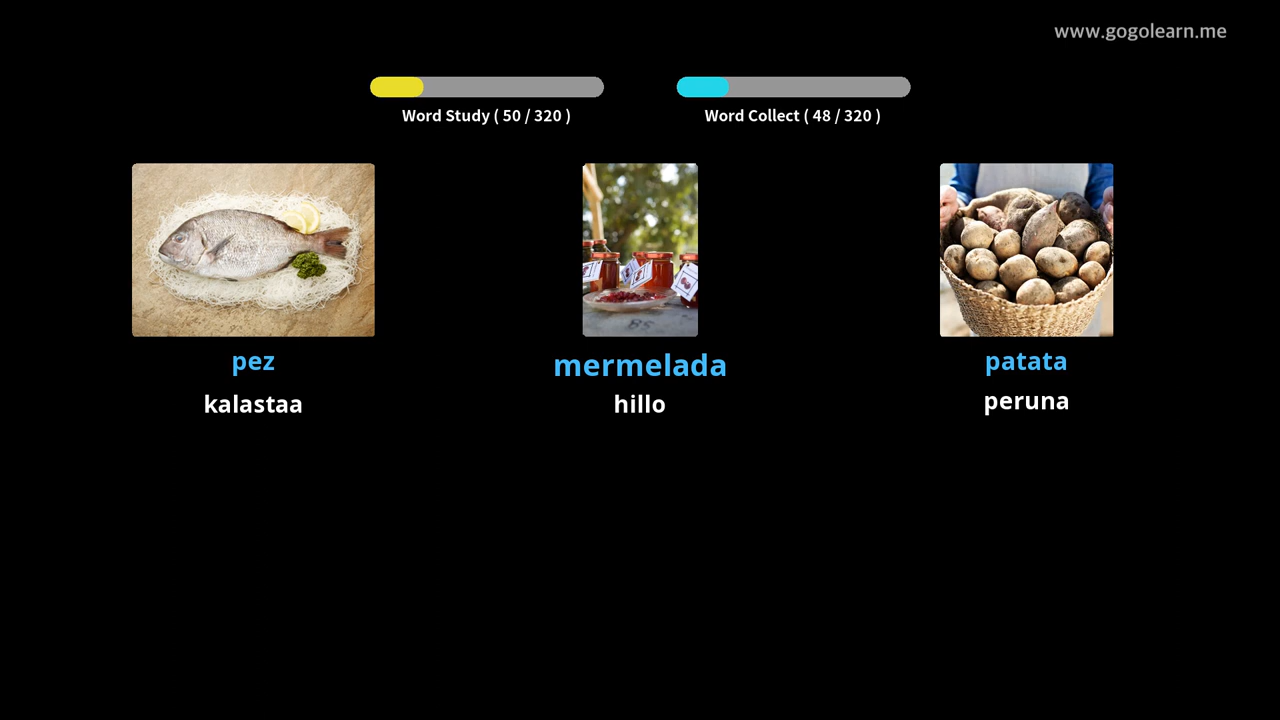 www.gogolearn.me
Word Study ( 50 / 320 )
Word Collect ( 48 / 320 )
pez
kalastaa
mermelada
hillo
patata
peruna